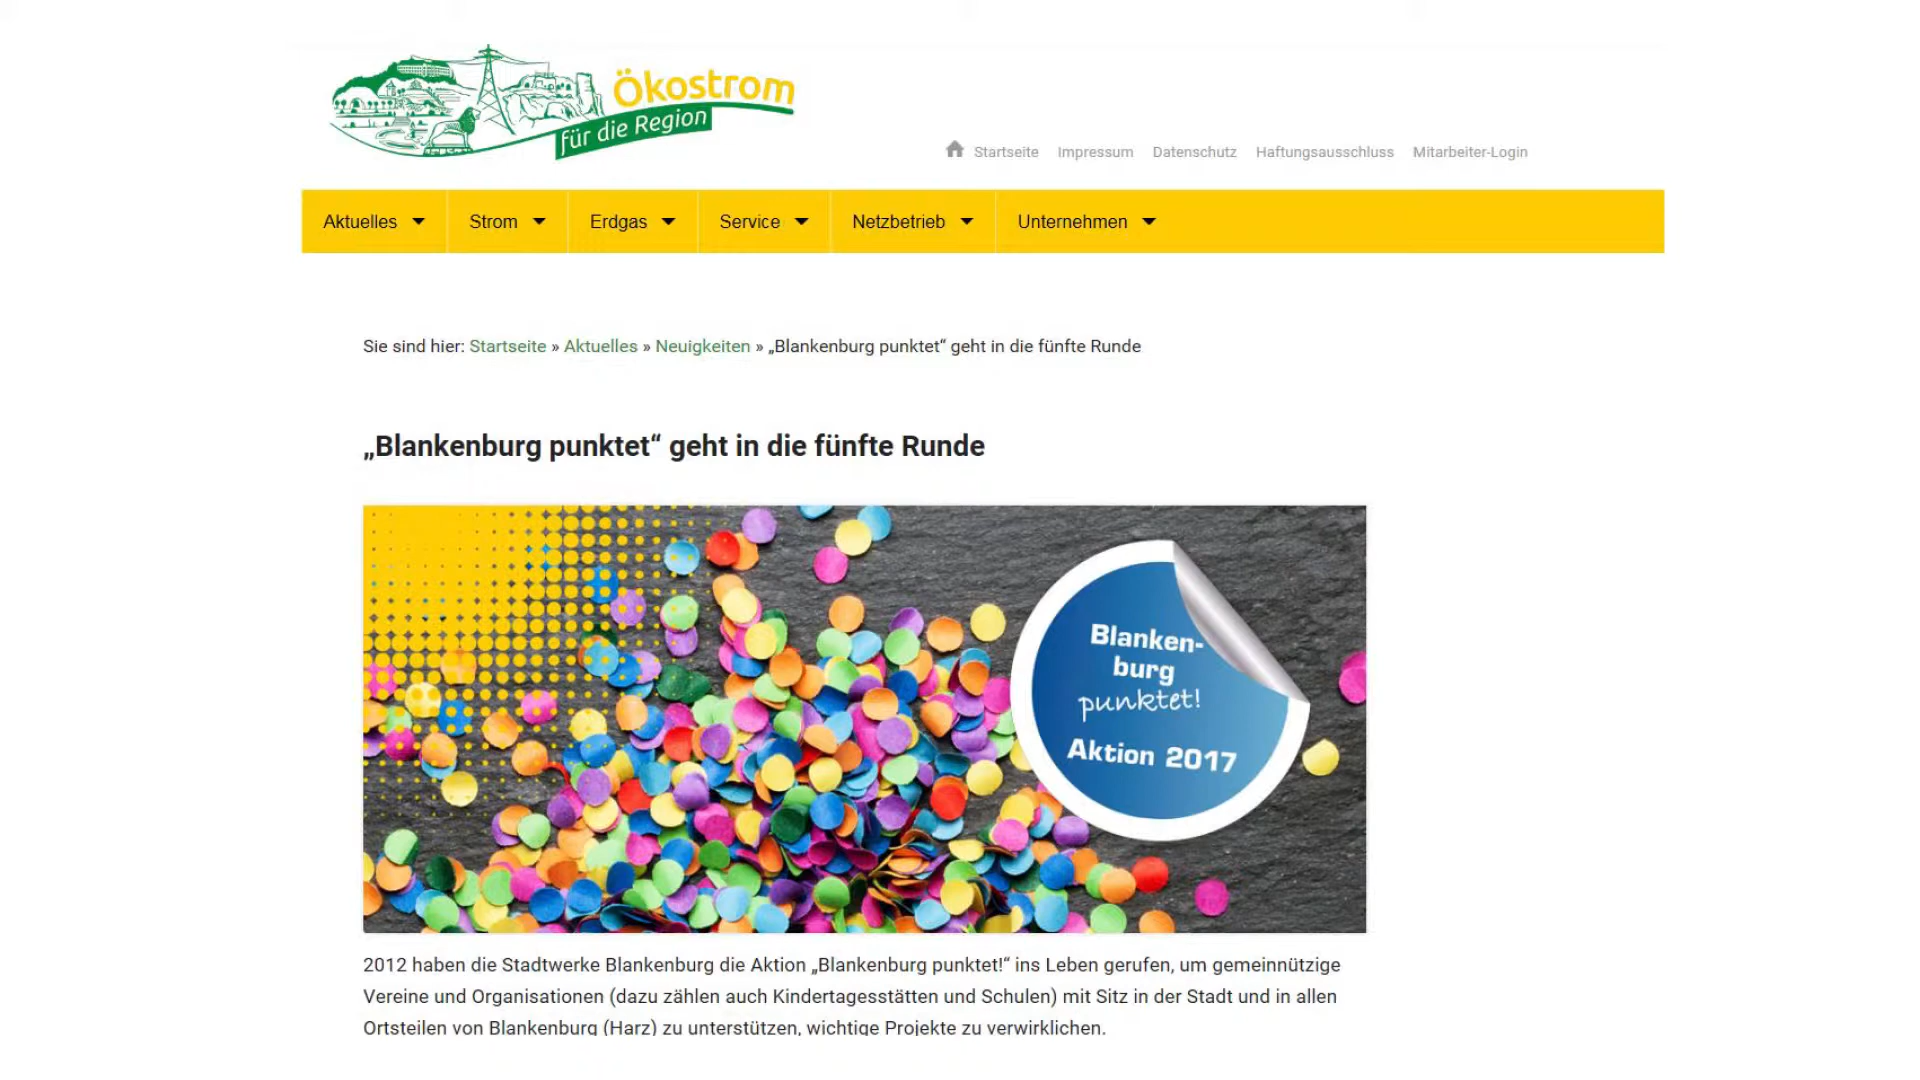 Ökostrom
für die Region
Startseite Impressum Datenschutz Haftungsausschluss Mitarbeiter-Login
Aktuelles Strom Erdgas Service Netzbetrieb Unternehmen
Sie sind hier: Startseite » Aktuelles » Neuigkeiten » „Blankenburg punktet“ geht in die fünfte Runde
„Blankenburg punktet“ geht in die fünfte Runde
Blanken-
burg
punktet!
Aktion 2017
2012 haben die Stadtwerke Blankenburg die Aktion „Blankenburg punktet!“ ins Leben gerufen, um gemeinnützige
Vereine und Organisationen (dazu zählen auch Kindertagesstätten und Schulen) mit Sitz in der Stadt und in allen
Ortsteilen von Blankenburg (Harz) zu unterstützen, wichtige Projekte zu verwirklichen.